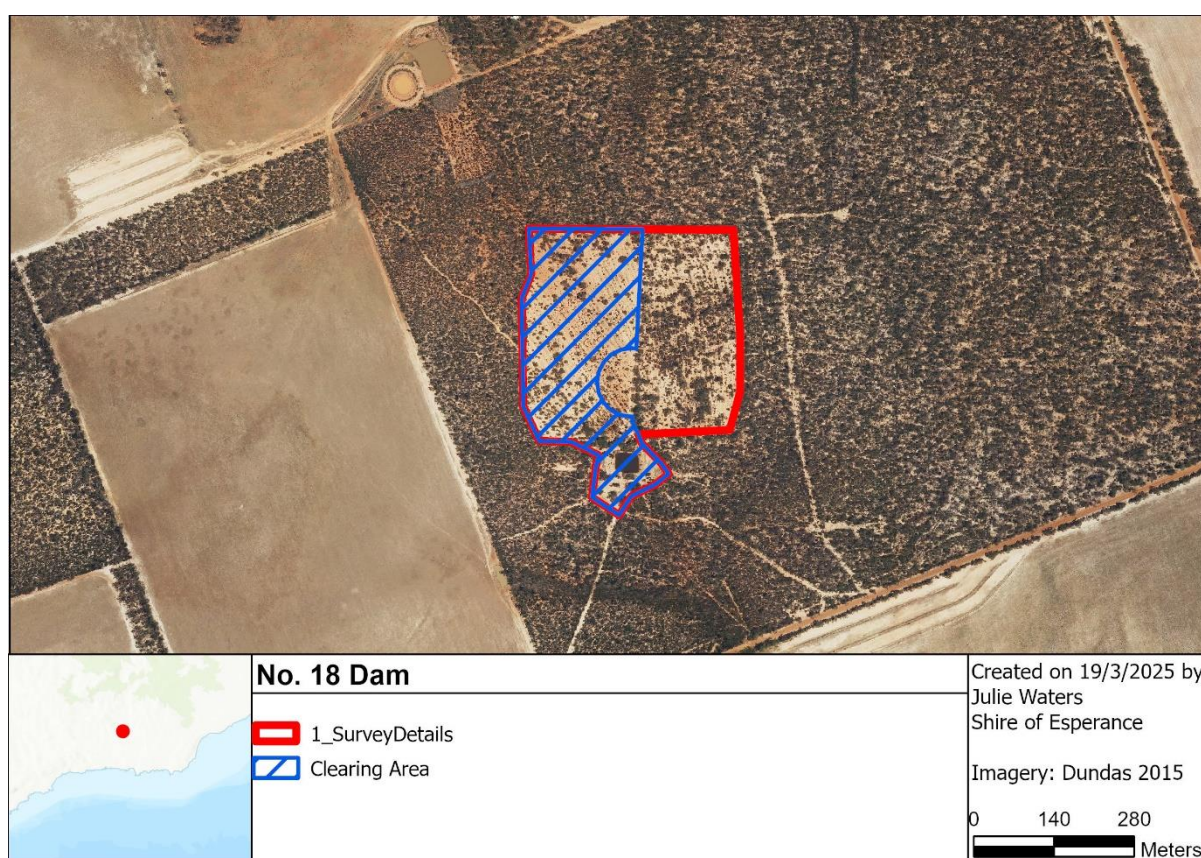 No. 18 Dam
1_SurveyDetails
Clearing Area
Created on 19/3/2025 by
Julie Waters
Shire of Esperance
Imagery: Dundas 2015
0 140 280
Meters